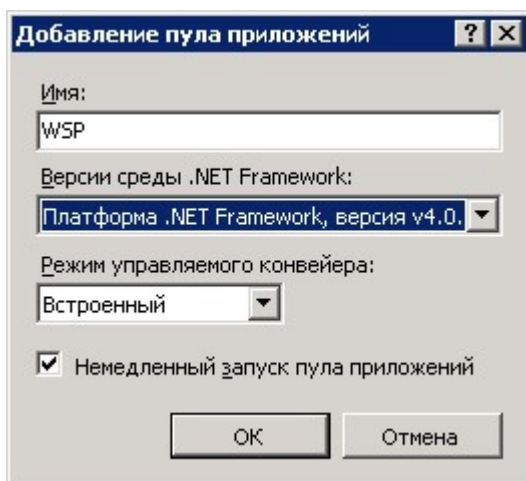 Добавление пула приложений
Имя:
WSP
Версии среды .NET Framework:
Платформа .NET Framework, версия v4.0.
Режим управляемого конвейера:
Встроенный
Немедленный запуск пула приложений
ОК
Отмена